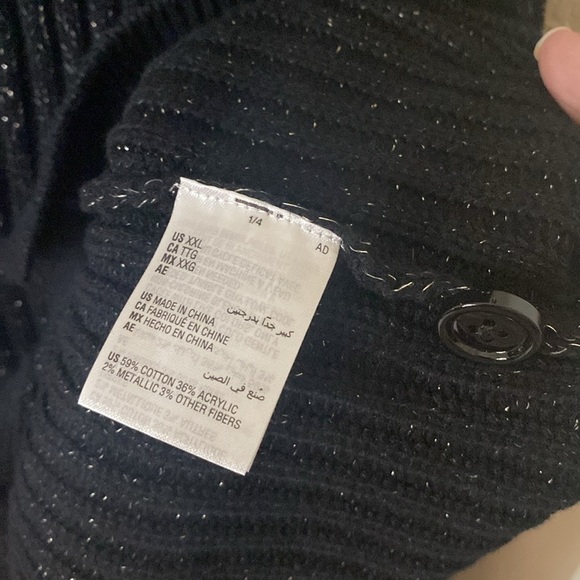 1/4
AD
US XXL
CA TTG
MX XXG
AE
كبير جدًا بدرجتين
US MADE IN CHINA
CA FABRIQUÉ EN CHINE
MX HECHO EN CHINA
AE
صنع في الصين
US 59% COTTON 36% ACRYLIC
2% METALLIC 3% OTHER FIBERS